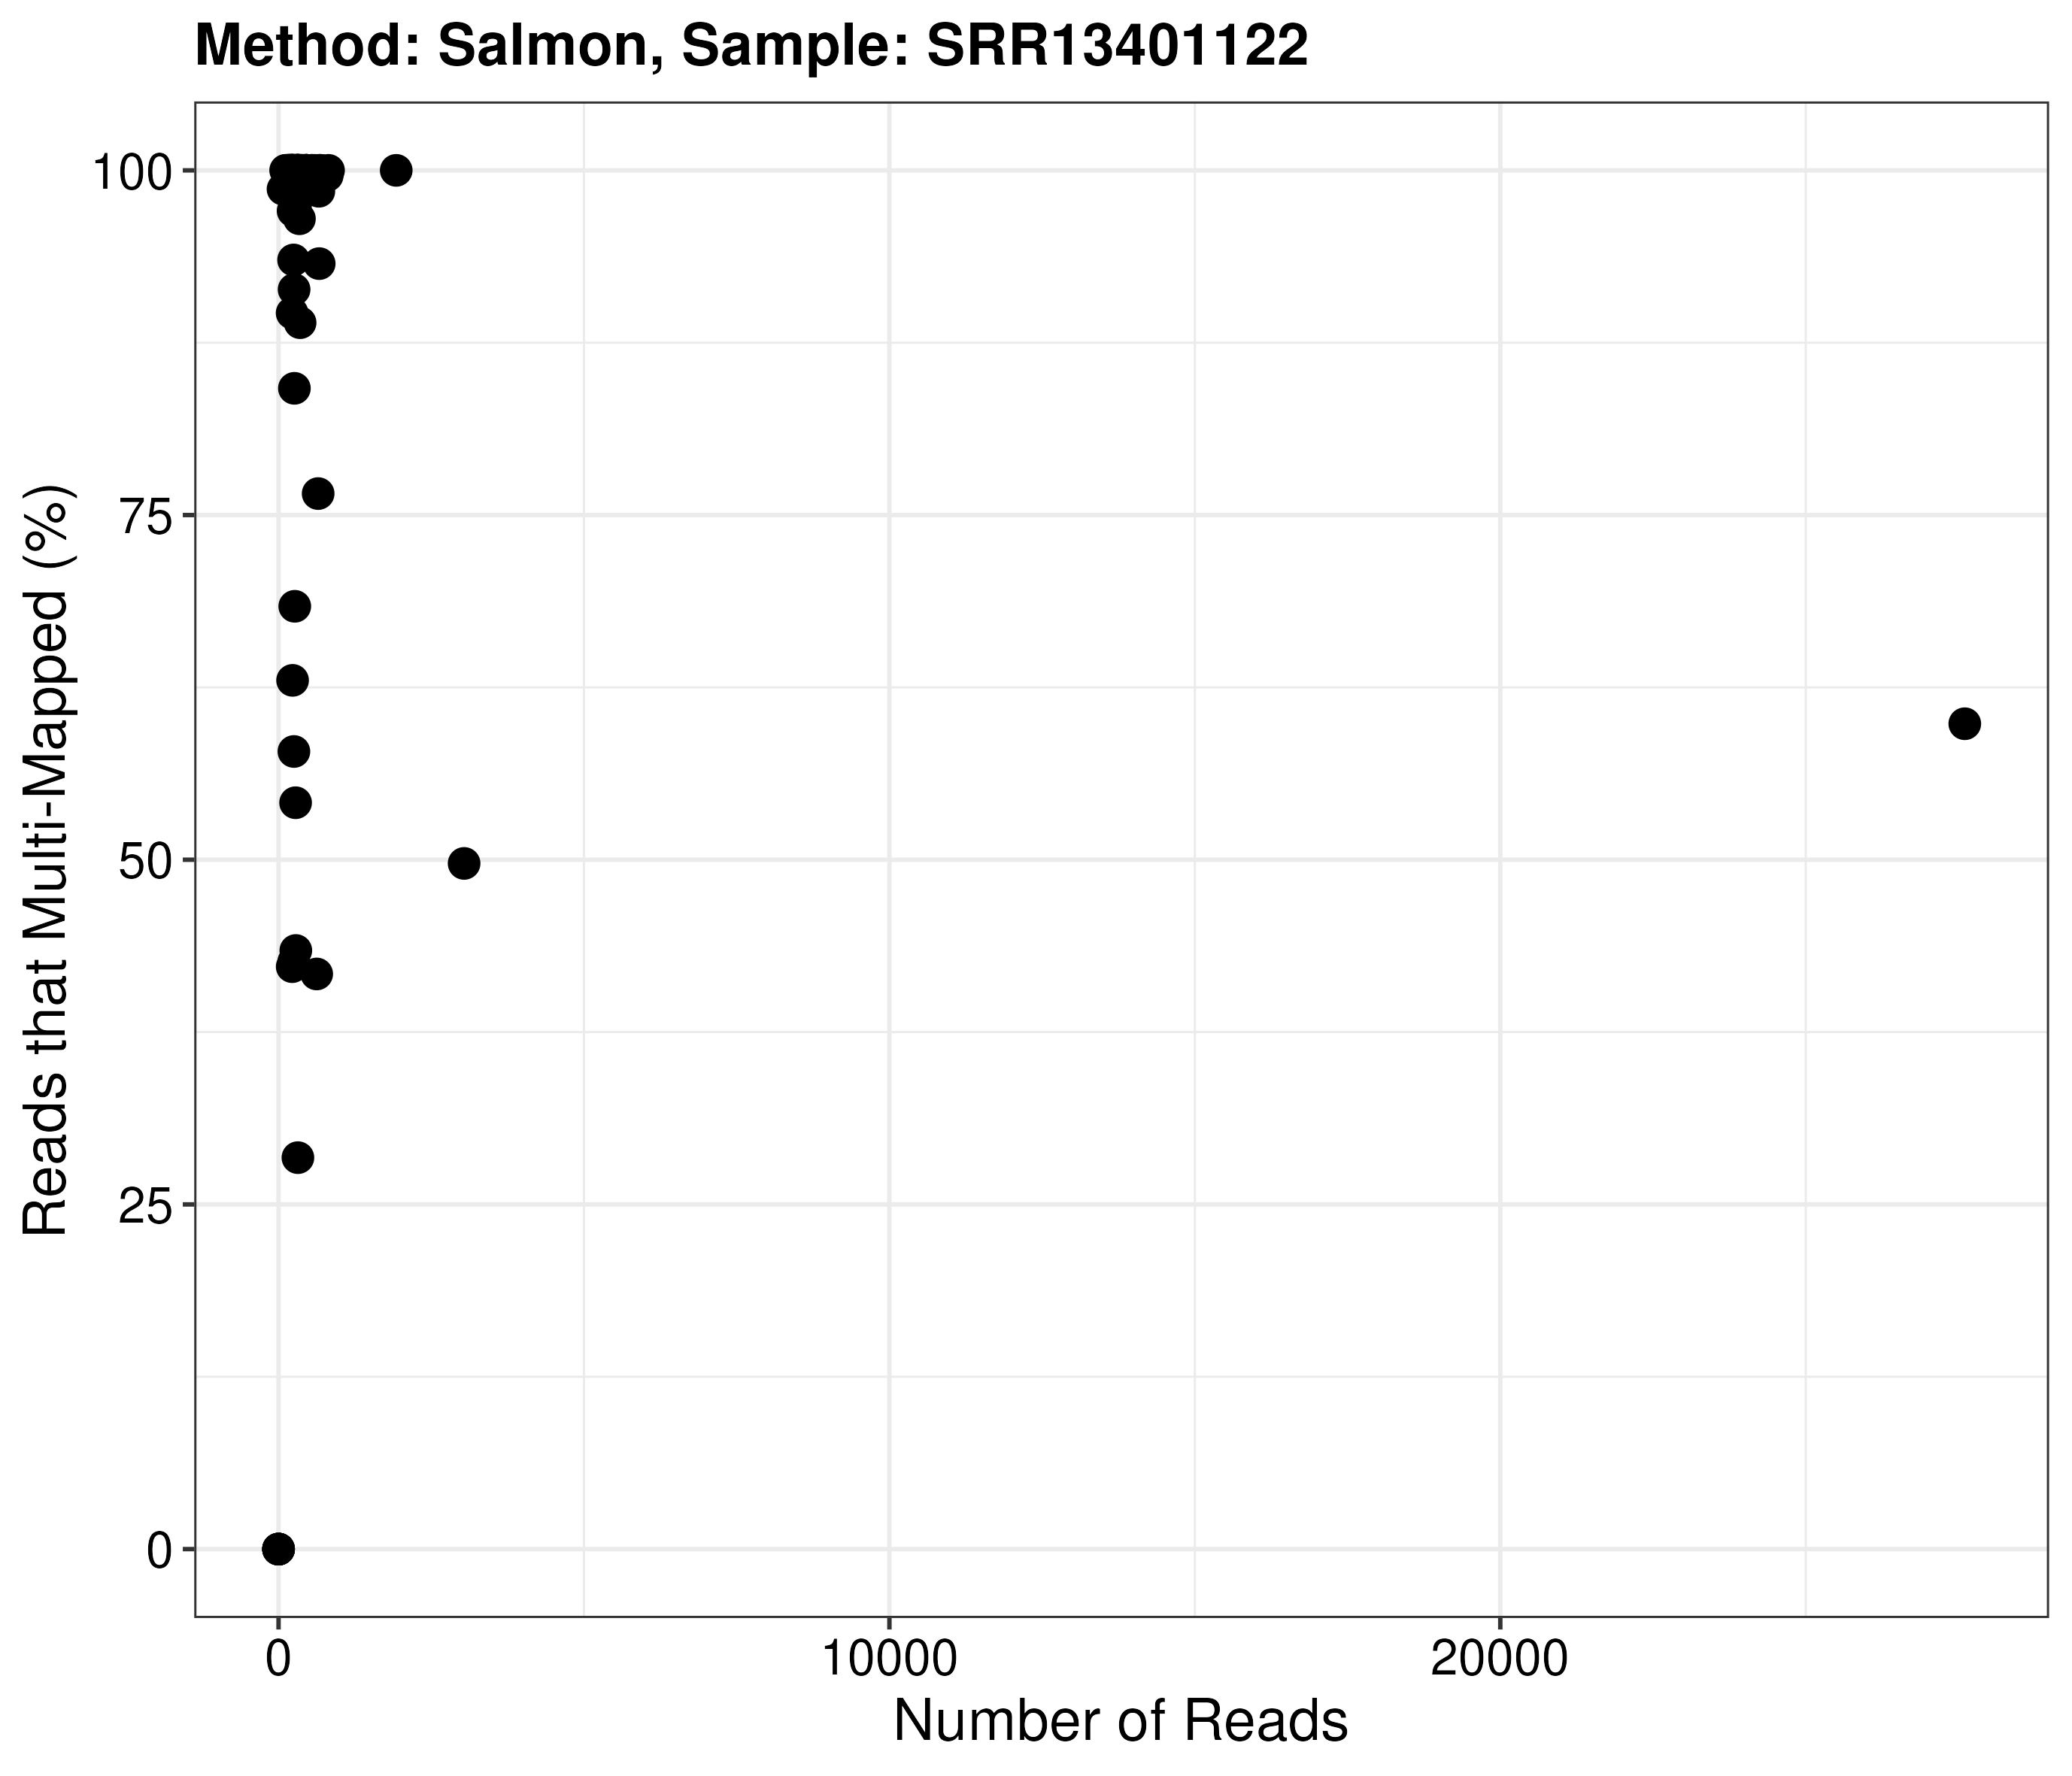 Method: Salmon, Sample: SRR13401122
100
75
50
25
0
Reads that Multi-Mapped (%)
0 10000 20000
Number of Reads